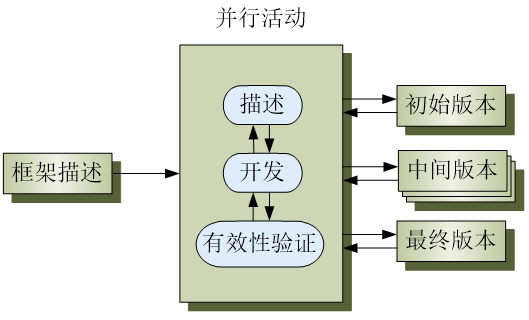 并行活动
描述
初始版本
框架描述
开发
中间版本
有效性验证
最终版本